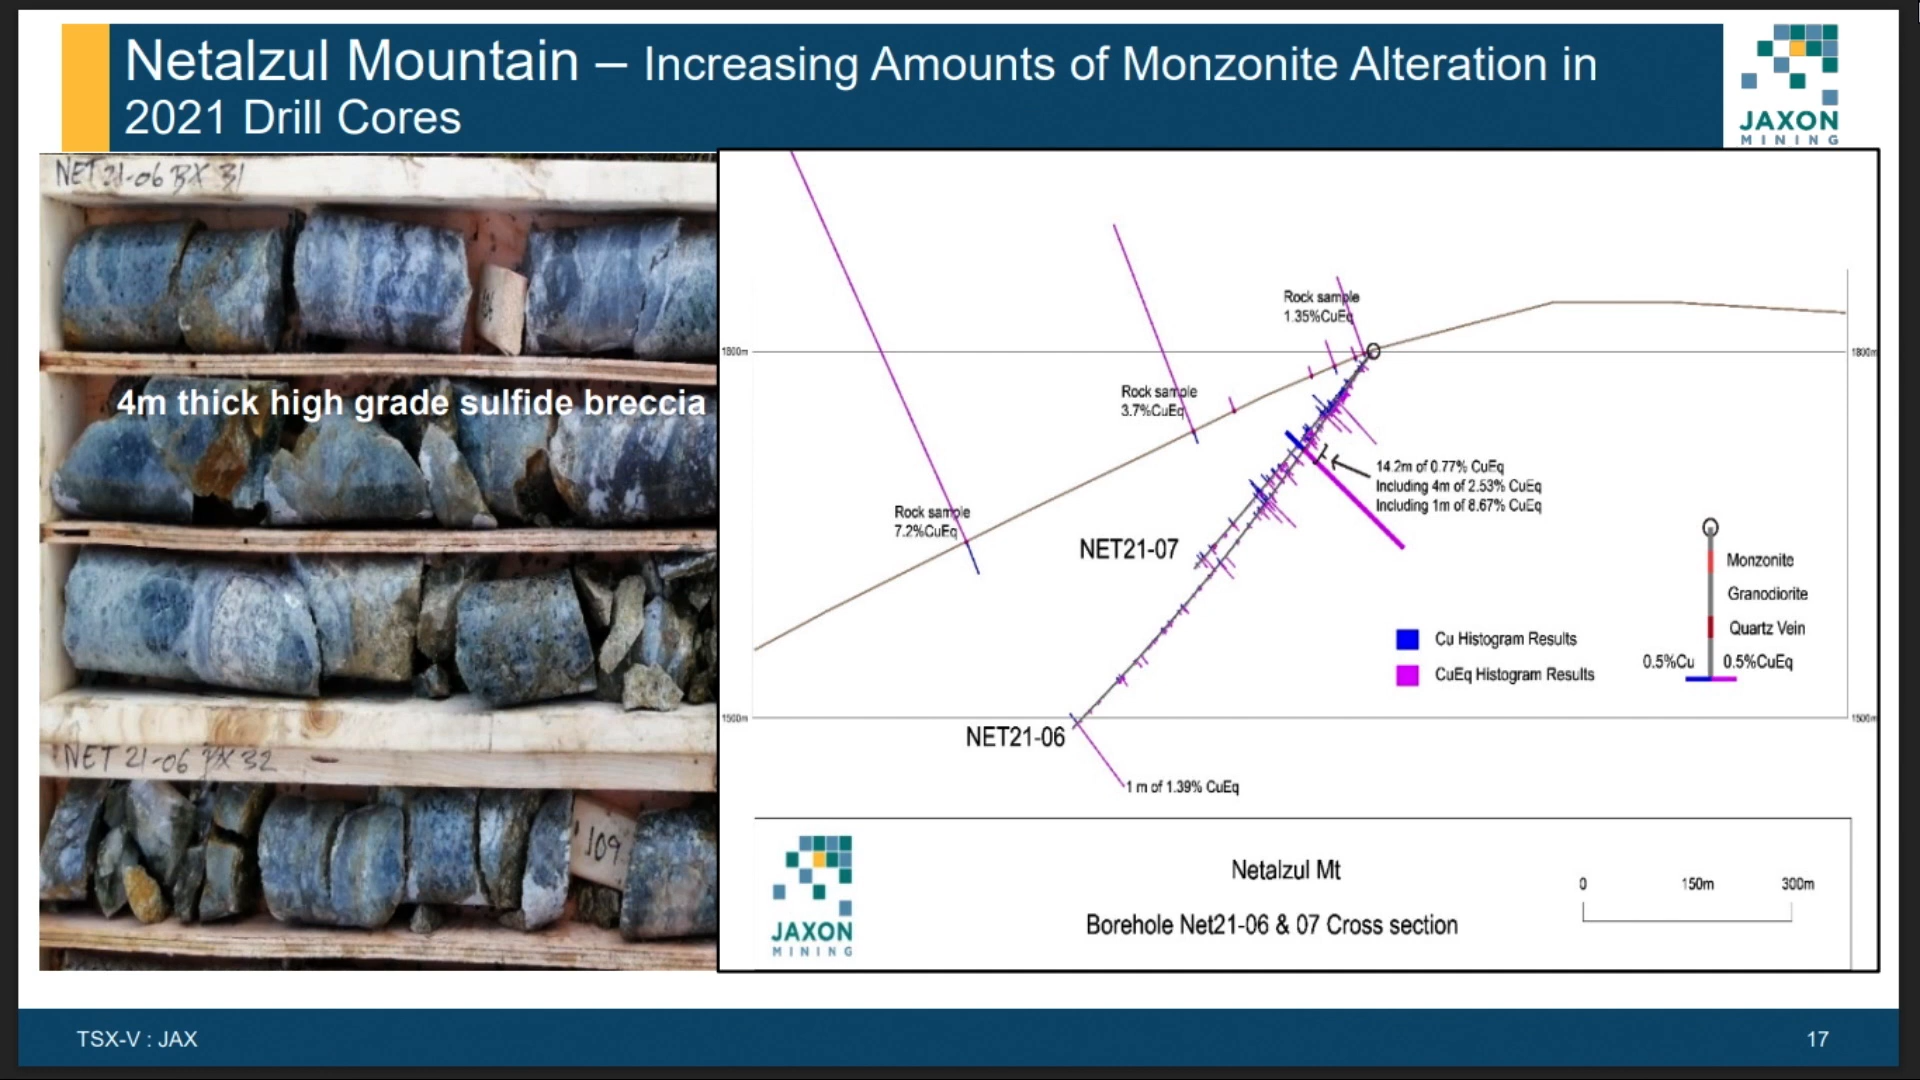 Netalzul Mountain – Increasing Amounts of Monzonite Alteration in
2021 Drill Cores
JAXON
MINING
NET 21-06 BX 31
4m thick high grade sulfide breccia
NET 21-06 BX 32
109
Rock sample
1.35%CuEq
1800m
1800m
Rock sample
3.7%CuEq
14.2m of 0.77% CuEq
Including 4m of 2.53% CuEq
Including 1m of 8.67% CuEq
Rock sample
7.2%CuEq
NET21-07
Monzonite
Granodiorite
Quartz Vein
0.5%Cu
0.5%CuEq
Cu Histogram Results
CuEq Histogram Results
1500m
1500m
NET21-06
1 m of 1.39% CuEq
JAXON
MINING
Netalzul Mt
Borehole Net21-06 & 07 Cross section
0
150m
300m
TSX-V : JAX
17